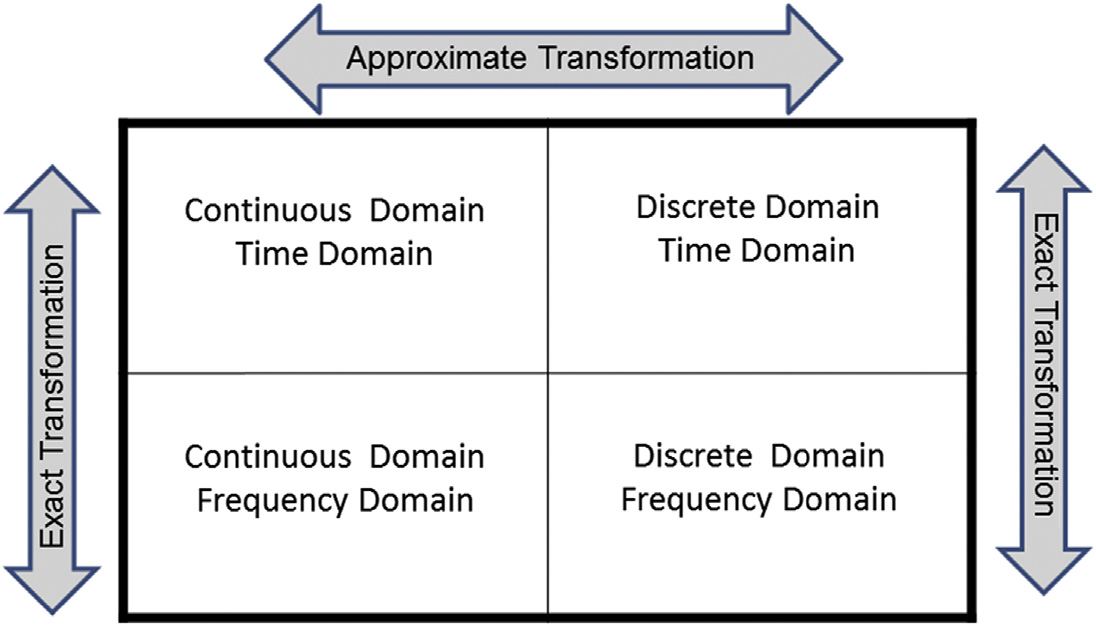 Approximate Transformation
Exact Transformation
Continuous Domain
Time Domain
Discrete Domain
Time Domain
Continuous Domain
Frequency Domain
Discrete Domain
Frequency Domain
Exact Transformation